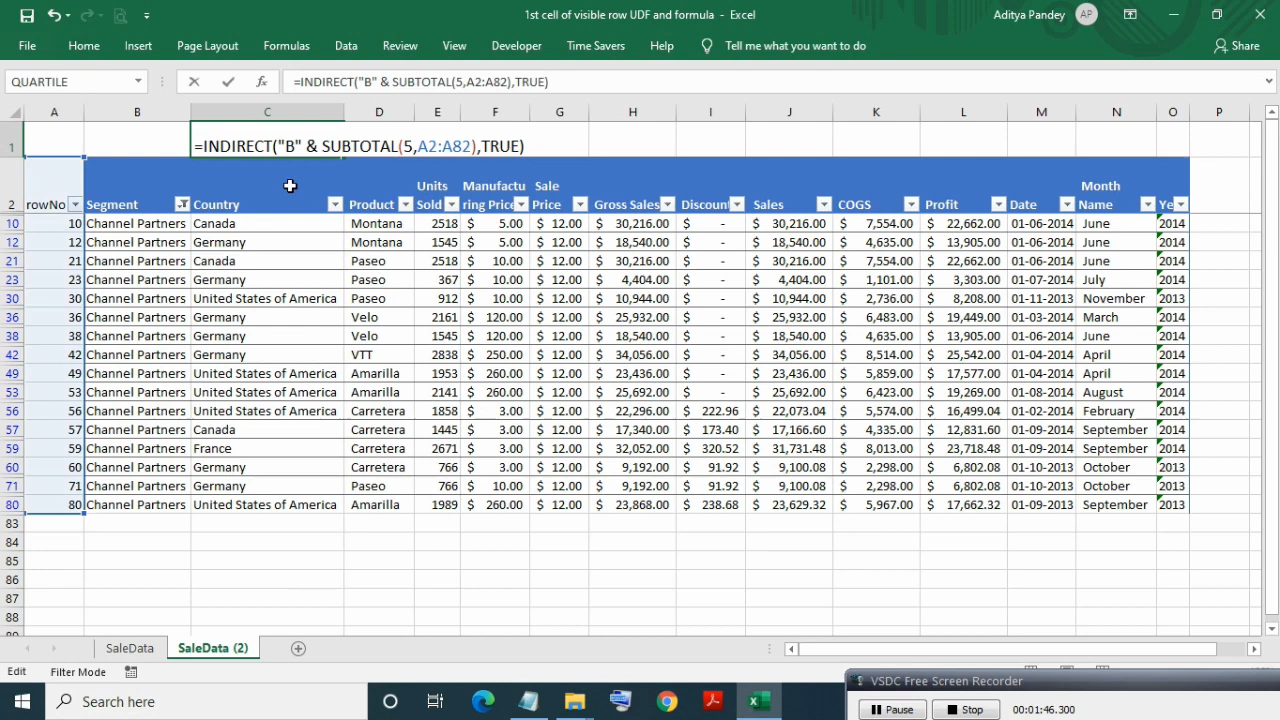 1st cell of visible row UDF and formula - Excel
Aditya Pandey AP
File Home Insert Page Layout Formulas Data Review View Developer Time Savers Help Tell me what you want to do Share
QUARTILE =INDIRECT("B" & SUBTOTAL(5,A2:A82),TRUE)
A B C D E F G H I J K L M N O P
1 =INDIRECT("B" & SUBTOTAL(5,A2:A82),TRUE)
Units Manufactu Sale Month
2 rowNo Segment Country Product Sold ring Price Price Gross Sales Discount Sales COGS Profit Date Name Ye
10 10 Channel Partners Canada Montana 2518 $ 5.00 $ 12.00 $ 30,216.00 $ - $ 30,216.00 $ 7,554.00 $ 22,662.00 01-06-2014 June 2014
12 12 Channel Partners Germany Montana 1545 $ 5.00 $ 12.00 $ 18,540.00 $ - $ 18,540.00 $ 4,635.00 $ 13,905.00 01-06-2014 June 2014
21 21 Channel Partners Canada Paseo 2518 $ 10.00 $ 12.00 $ 30,216.00 $ - $ 30,216.00 $ 7,554.00 $ 22,662.00 01-06-2014 June 2014
23 23 Channel Partners Germany Paseo 367 $ 10.00 $ 12.00 $ 4,404.00 $ - $ 4,404.00 $ 1,101.00 $ 3,303.00 01-07-2014 July 2014
30 30 Channel Partners United States of America Paseo 912 $ 10.00 $ 12.00 $ 10,944.00 $ - $ 10,944.00 $ 2,736.00 $ 8,208.00 01-11-2013 November 2013
36 36 Channel Partners Germany Velo 2161 $ 120.00 $ 12.00 $ 25,932.00 $ - $ 25,932.00 $ 6,483.00 $ 19,449.00 01-03-2014 March 2014
38 38 Channel Partners Germany Velo 1545 $ 120.00 $ 12.00 $ 18,540.00 $ - $ 18,540.00 $ 4,635.00 $ 13,905.00 01-06-2014 June 2014
42 42 Channel Partners Germany VTT 2838 $ 250.00 $ 12.00 $ 34,056.00 $ - $ 34,056.00 $ 8,514.00 $ 25,542.00 01-04-2014 April 2014
49 49 Channel Partners United States of America Amarilla 1953 $ 260.00 $ 12.00 $ 23,436.00 $ - $ 23,436.00 $ 5,859.00 $ 17,577.00 01-04-2014 April 2014
53 53 Channel Partners United States of America Amarilla 2141 $ 260.00 $ 12.00 $ 25,692.00 $ - $ 25,692.00 $ 6,423.00 $ 19,269.00 01-08-2014 August 2014
56 56 Channel Partners United States of America Carretera 1858 $ 3.00 $ 12.00 $ 22,296.00 $ 222.96 $ 22,073.04 $ 5,574.00 $ 16,499.04 01-02-2014 February 2014
57 57 Channel Partners Canada Carretera 1445 $ 3.00 $ 12.00 $ 17,340.00 $ 173.40 $ 17,166.60 $ 4,335.00 $ 12,831.60 01-09-2014 September 2014
59 59 Channel Partners France Carretera 2671 $ 3.00 $ 12.00 $ 32,052.00 $ 320.52 $ 31,731.48 $ 8,013.00 $ 23,718.48 01-09-2014 September 2014
60 60 Channel Partners Germany Carretera 766 $ 3.00 $ 12.00 $ 9,192.00 $ 91.92 $ 9,100.08 $ 2,298.00 $ 6,802.08 01-10-2013 October 2013
71 71 Channel Partners Germany Paseo 766 $ 10.00 $ 12.00 $ 9,192.00 $ 91.92 $ 9,100.08 $ 2,298.00 $ 6,802.08 01-10-2013 October 2013
80 80 Channel Partners United States of America Amarilla 1989 $ 260.00 $ 12.00 $ 23,868.00 $ 238.68 $ 23,629.32 $ 5,967.00 $ 17,662.32 01-09-2013 September 2013
83
84
85
86
87
88
SaleData SaleData (2)
Edit Filter Mode
VSDC Free Screen Recorder
Search here
Pause Stop 00:01:46.300